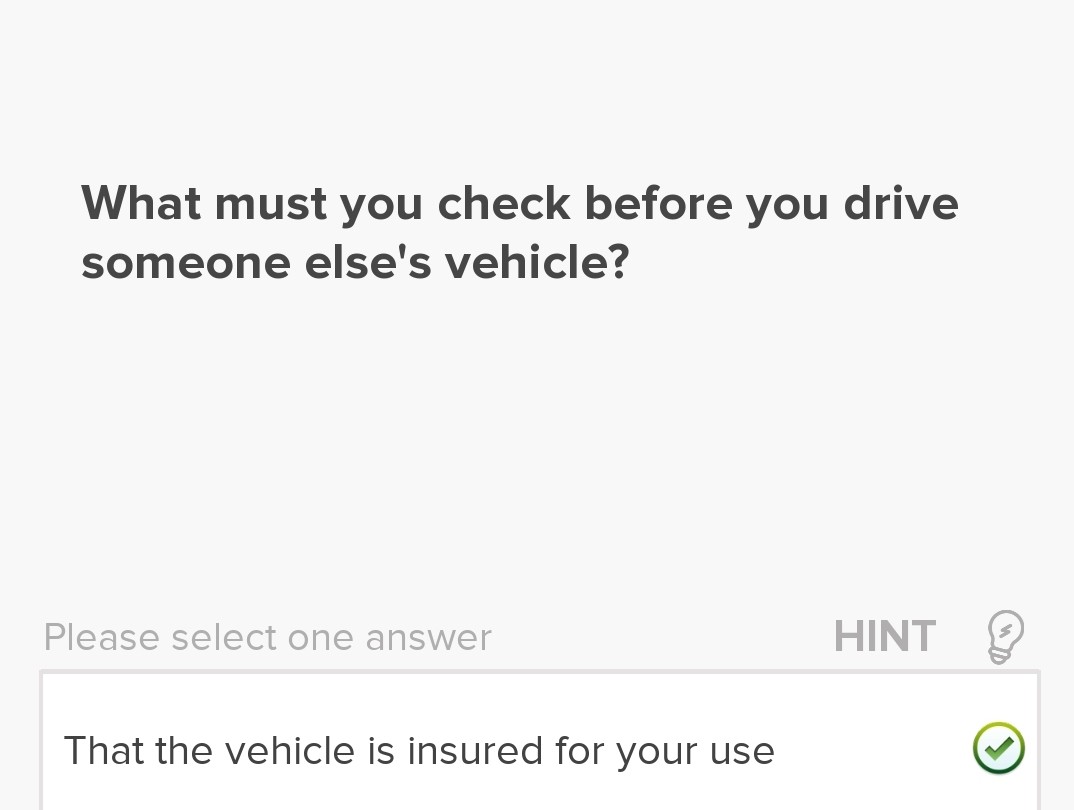 What must you check before you drive
someone else's vehicle?
Please select one answer
HINT
That the vehicle is insured for your use